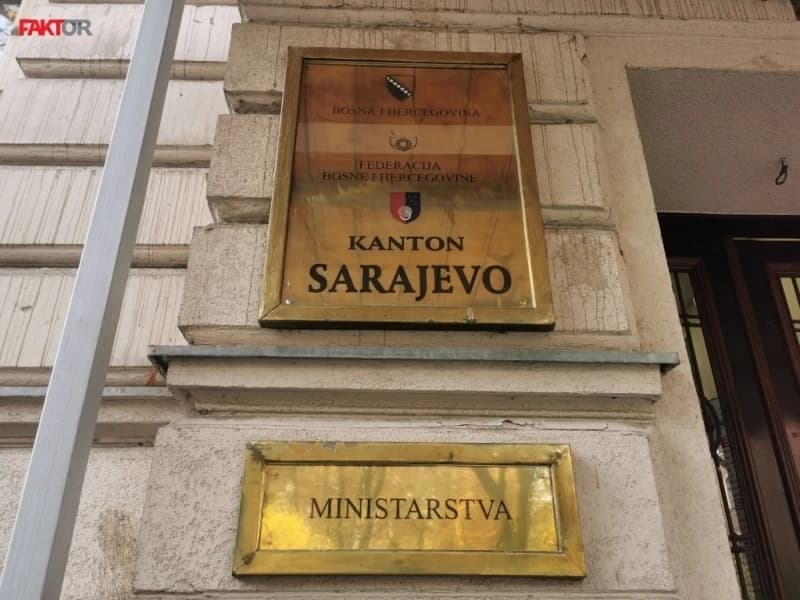 FAKTOR
BOSNA I HERCEGOVINA
FEDERACIJA
BOSNE I HERCEGOVINE
KANTON
SARAJEVO
MINISTARSTVA